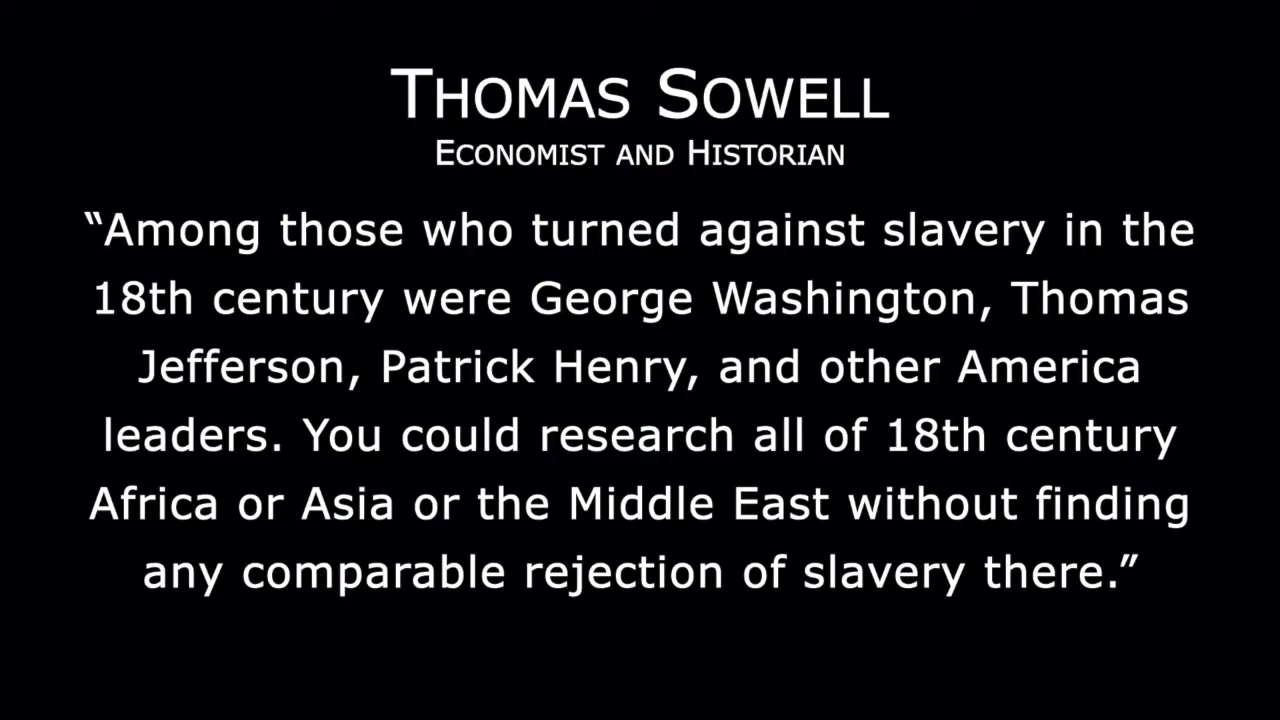 THOMAS SOWELL
ECONOMIST AND HISTORIAN
“Among those who turned against slavery in the
18th century were George Washington, Thomas
Jefferson, Patrick Henry, and other America
leaders. You could research all of 18th century
Africa or Asia or the Middle East without finding
any comparable rejection of slavery there.”